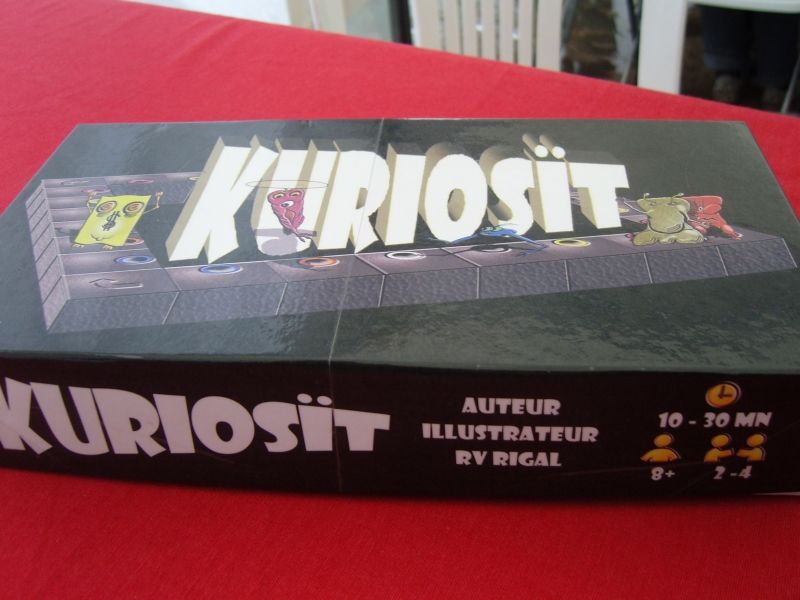 KURIOSÏT
$
KURIOSÏT
AUTEUR
ILLUSTRATEUR
RV RIGAL
10 - 30 MN
8+
2 - 4